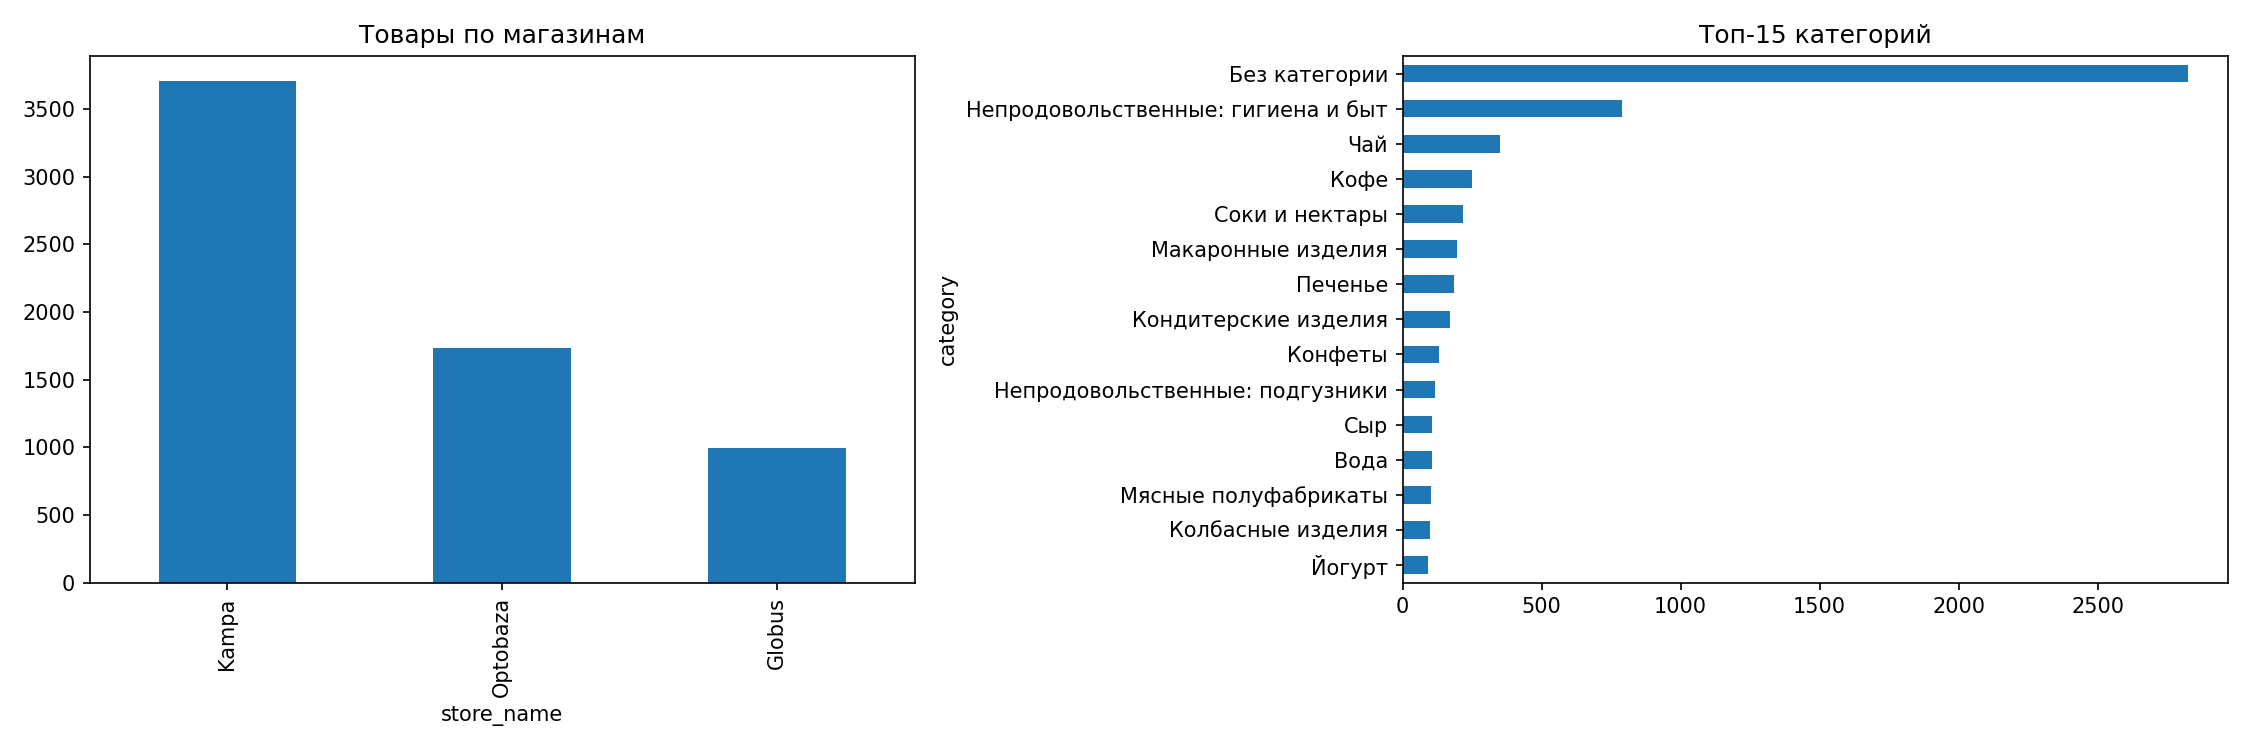 Товары по магазинам
3500
3000
2500
2000
1500
1000
500
0
Kampa
Optobaza
Globus
store_name
Топ-15 категорий
category
Без категории
Непродовольственные: гигиена и быт
Чай
Кофе
Соки и нектары
Макаронные изделия
Печенье
Кондитерские изделия
Конфеты
Непродовольственные: подгузники
Сыр
Вода
Мясные полуфабрикаты
Колбасные изделия
Йогурт
0 500 1000 1500 2000 2500